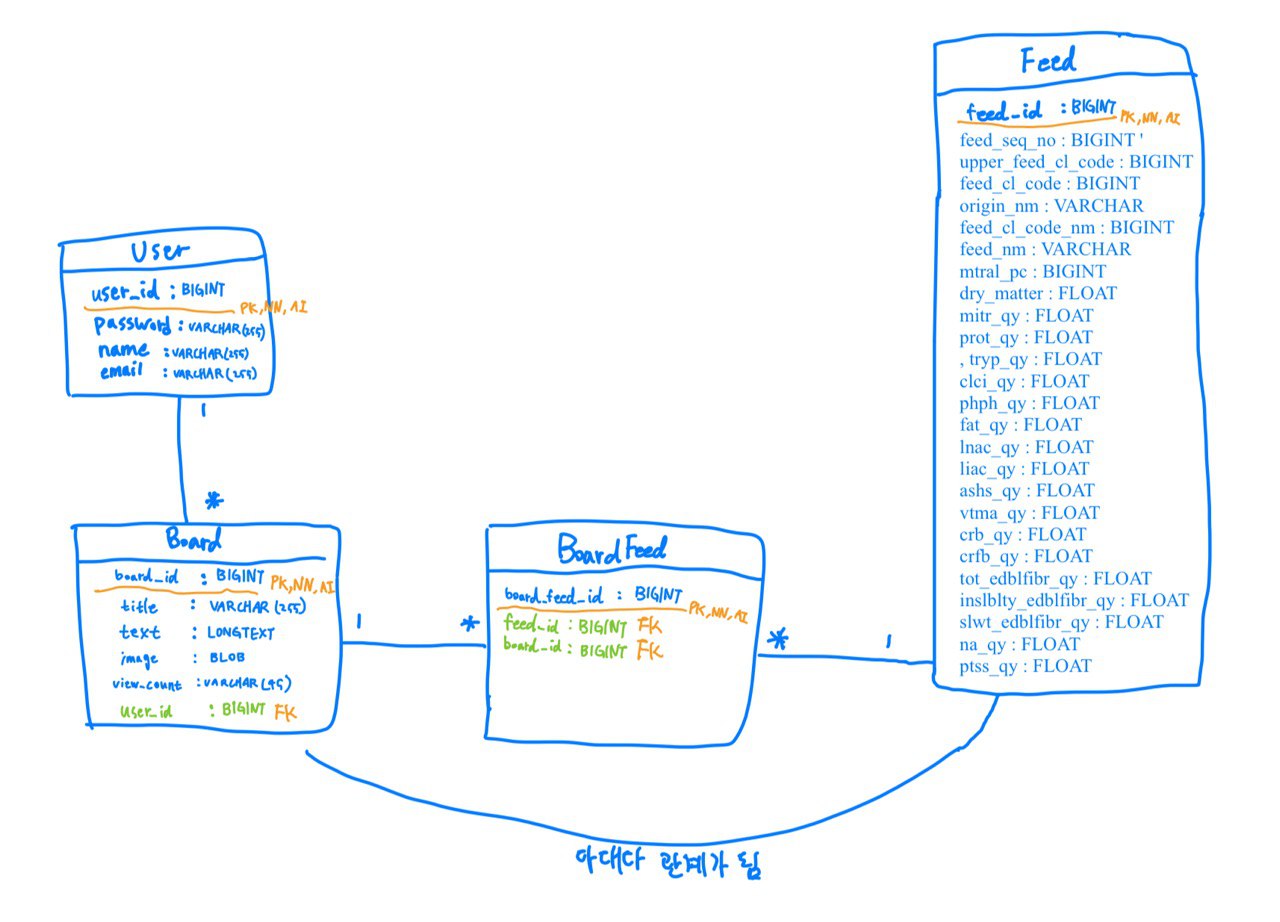 User
user_id : BIGINT
PK, NN, AI
password : VARCHAR(255)
name : VARCHAR(255)
email : VARCHAR(255)
1
*
Board
board_id : BIGINT PK, NN, AI
title : VARCHAR (255)
text : LONGTEXT
image : BLOB
view_count : VARCHAR(45)
user_id : BIGINT FK
1
*
BoardFeed
board_feed_id : BIGINT
PK, NN, AI
feed_id : BIGINT FK
board_id : BIGINT FK
*
1
Feed
feed_id : BIGINT PK, NN, AI
feed_seq_no : BIGINT '
upper_feed_cl_code : BIGINT
feed_cl_code : BIGINT
origin_nm : VARCHAR
feed_cl_code_nm : BIGINT
feed_nm : VARCHAR
mtral_pc : BIGINT
dry_matter : FLOAT
mitr_qy : FLOAT
prot_qy : FLOAT
, tryp_qy : FLOAT
clci_qy : FLOAT
phph_qy : FLOAT
fat_qy : FLOAT
lnac_qy : FLOAT
liac_qy : FLOAT
ashs_qy : FLOAT
vtma_qy : FLOAT
crb_qy : FLOAT
crfb_qy : FLOAT
tot_edblfibr_qy : FLOAT
inslblty_edblfibr_qy : FLOAT
slwt_edblfibr_qy : FLOAT
na_qy : FLOAT
ptss_qy : FLOAT
다대다 관계가 됨